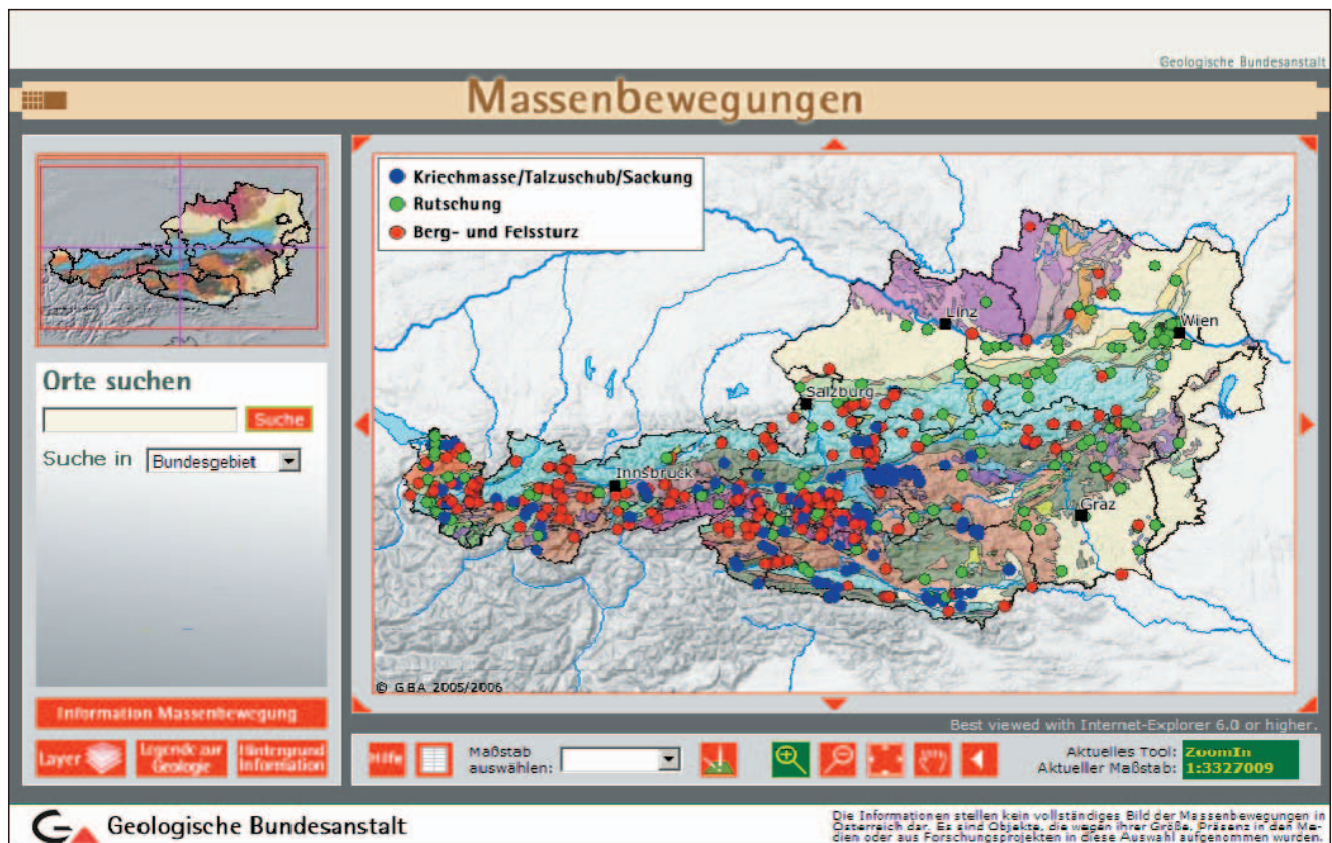 Geologische Bundesanstalt
Massenbewegungen
Kriechmasse/Talzuschub/Sackung
Rutschung
Berg- und Felssturz
Linz
Wien
Salzburg
Innsbruck
Graz
© GBA 2005/2006
Orte suchen
Suche
Suche in Bundesgebiet
Information Massenbewegung
Layer
Legende zur
Geologie
Hintergrund
Information
Best viewed with Internet-Explorer 6.0 or higher.
Hilfe
Maßstab
auswählen:
Aktuelles Tool: ZoomIn
Aktueller Maßstab: 1:3327009
Geologische Bundesanstalt
Die Informationen stellen kein vollständiges Bild der Massenbewegungen in
Österreich dar. Es sind Objekte, die wegen ihrer Größe, Präsenz in den Me-
dien oder aus Forschungsprojekten in diese Auswahl aufgenommen wurden.